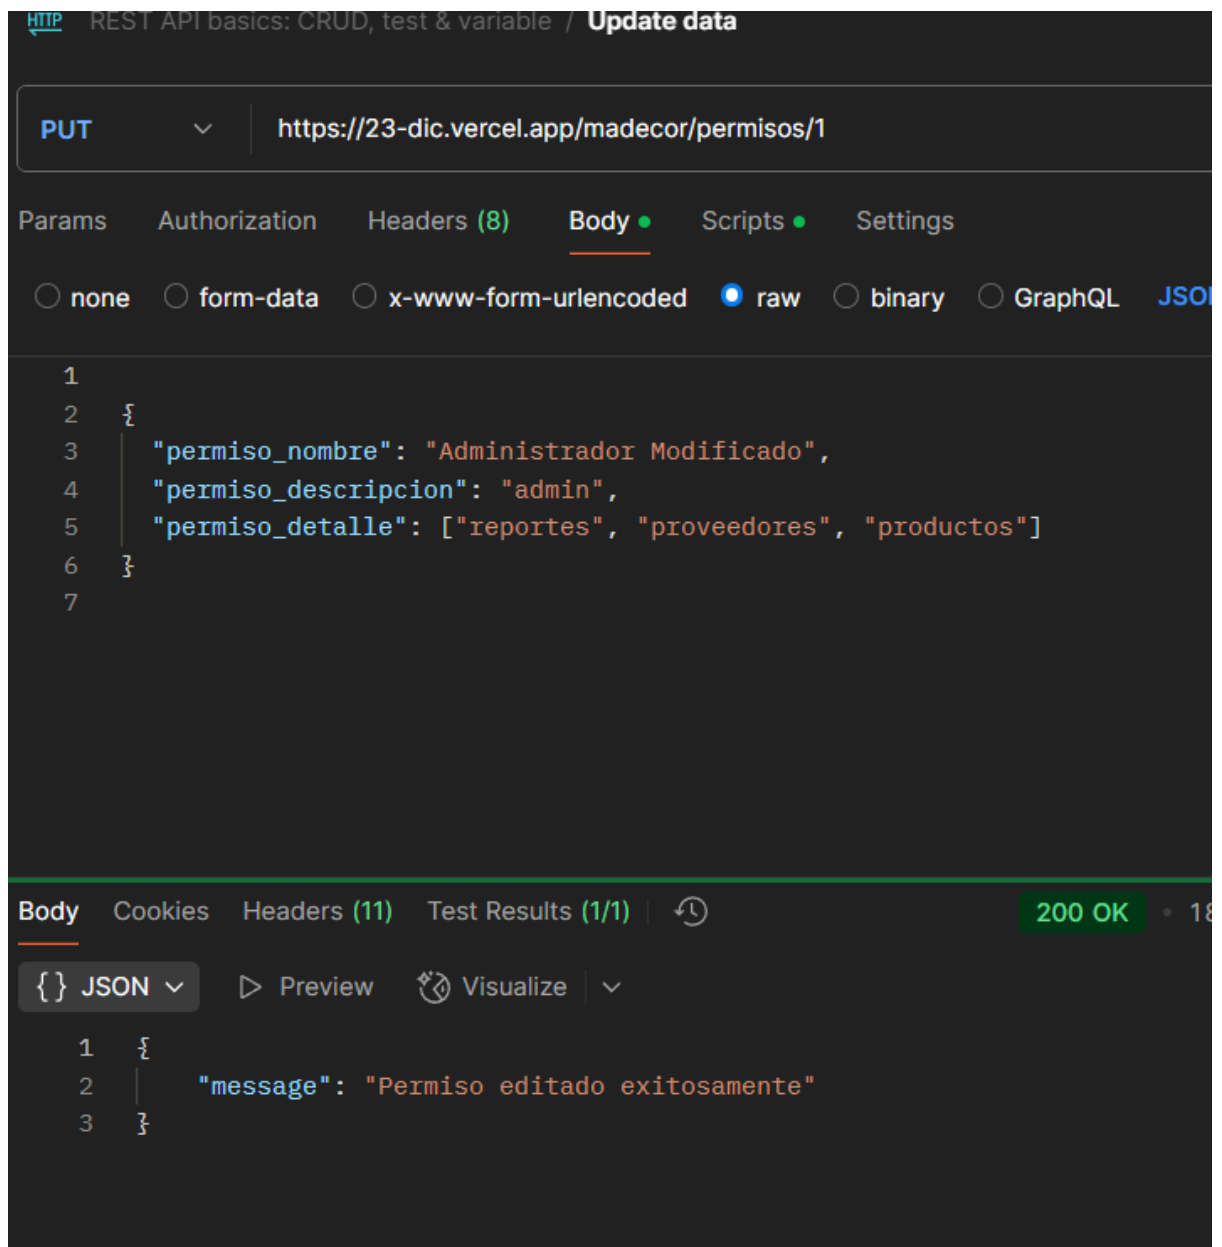 HTTP REST API basics: CRUD, test & variable / Update data
PUT https://23-dic.vercel.app/madecor/permisos/1
Params Authorization Headers (8) Body Scripts Settings
none form-data x-www-form-urlencoded raw binary GraphQL JSON
1
2 {
3 "permiso_nombre": "Administrador Modificado",
4 "permiso_descripcion": "admin",
5 "permiso_detalle": ["reportes", "proveedores", "productos"]
6 }
7
Body Cookies Headers (11) Test Results (1/1) 200 OK • 18
{ } JSON Preview Visualize
1 {
2 "message": "Permiso editado exitosamente"
3 }